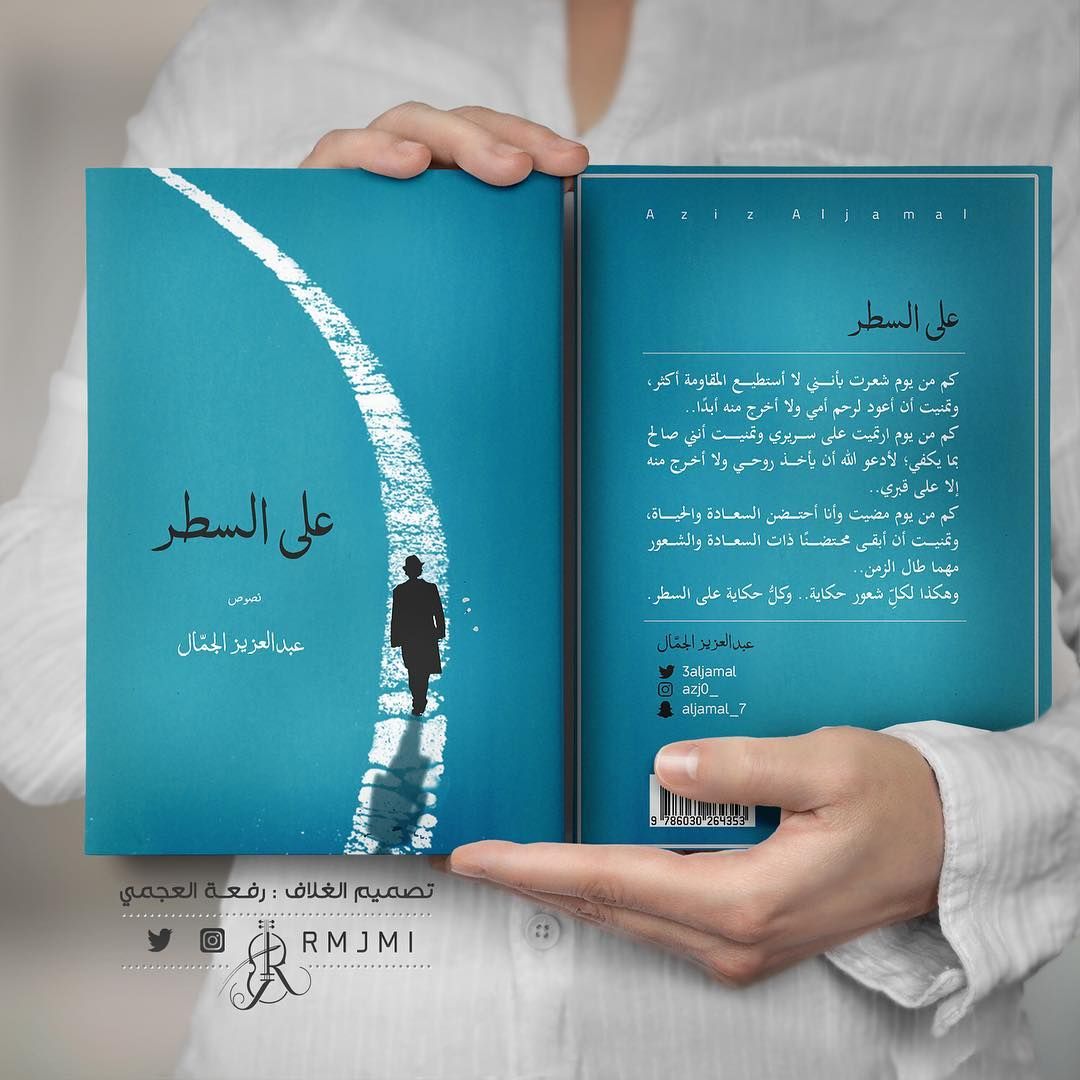 على السطر
نصوص
عبدالعزيز الجمّال
Aziz Aljamal
على السطر
كم من يوم شعرت بأنني لا أستطيع المقاومة أكثر،
وتمنيت أن أعود لرحم أمي ولا أخرج منه أبدًا..
كم من يوم ارتميت على سريري وتمنيت أنني صالح
بما يكفي؛ لأدعو الله أن يأخذ روحي ولا أخرج منه
إلا على قبري..
كم من يوم مضيت وأنا أحتضن السعادة والحياة،
وتمنيت أن أبقى محتضنًا ذات السعادة والشعور
مهما طال الزمن..
وهكذا لكلِّ شعور حكاية.. وكلُّ حكاية على السطر.
عبدالعزيز الجمّال
3aljamal
azj0_
aljamal_7
9 786030 264353
تصميم الغلاف : رفعة العجمي
RMJMI